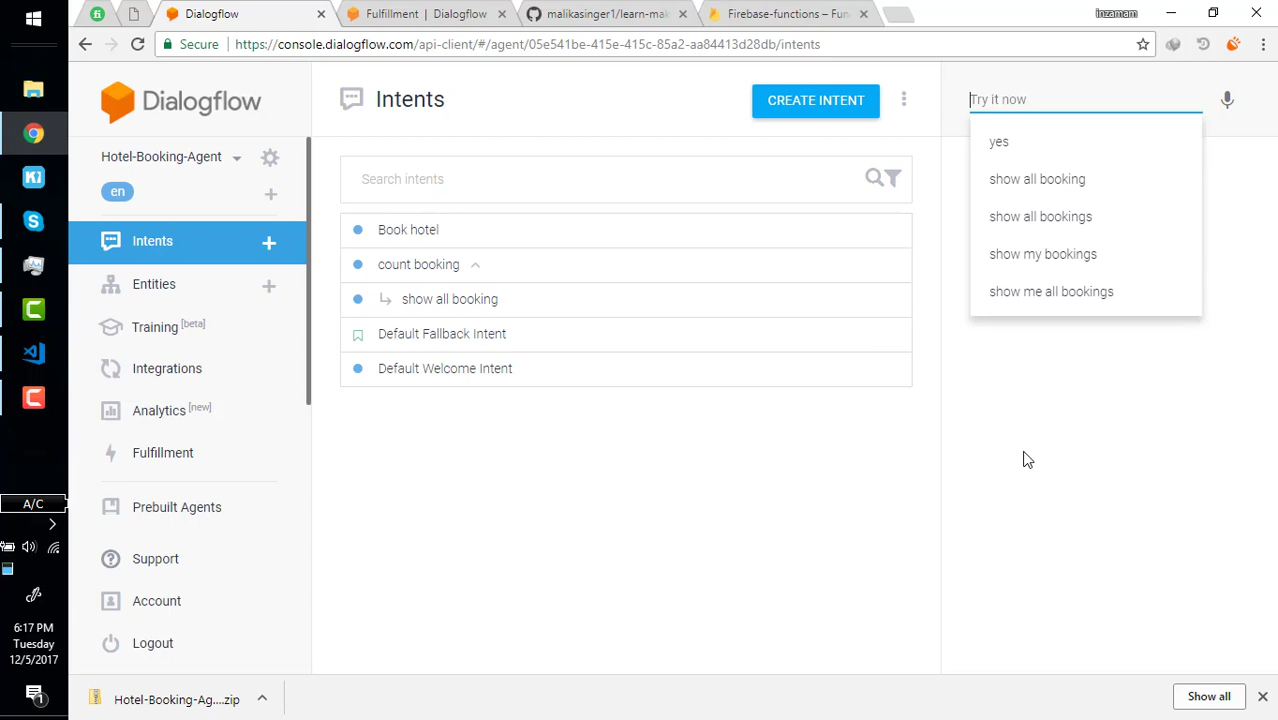 Dialogflow
Fulfillment | Dialogflow
malikasinger1/learn-mak
Firebase-functions – Fun
inzamam
Secure
https://console.dialogflow.com/api-client/#/agent/05e541be-415e-415c-85a2-aa84413d28db/intents
Dialogflow
Intents
CREATE INTENT
Try it now
Hotel-Booking-Agent
en
Search intents
yes
show all booking
show all bookings
show my bookings
show me all bookings
Intents
Entities
Training [beta]
Integrations
Analytics [new]
Fulfillment
Prebuilt Agents
Support
Account
Logout
Book hotel
count booking
show all booking
Default Fallback Intent
Default Welcome Intent
A/C
6:17 PM
Tuesday
12/5/2017
1
Hotel-Booking-Ag....zip
Show all